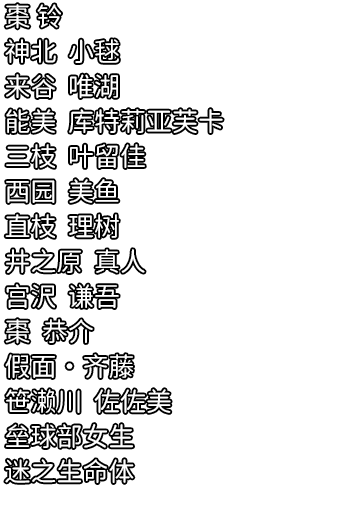 棗 铃
神北 小毬
来谷 唯湖
能美 库特莉亚芙卡
三枝 叶留佳
西园 美鱼
直枝 理树
井之原 真人
宫沢 谦吾
棗 恭介
假面・齐藤
笹濑川 佐佐美
垒球部女生
迷之生命体